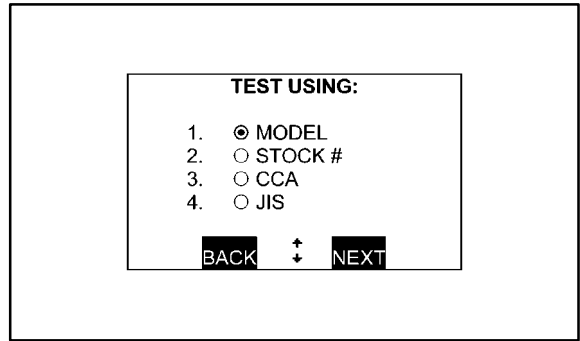 TEST USING:
1. MODEL
2. STOCK #
3. CCA
4. JIS
BACK NEXT